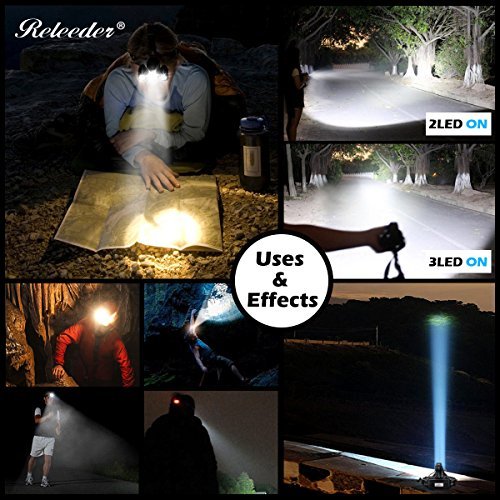 Releeder®
2LED ON
3LED ON
Uses
&
Effects